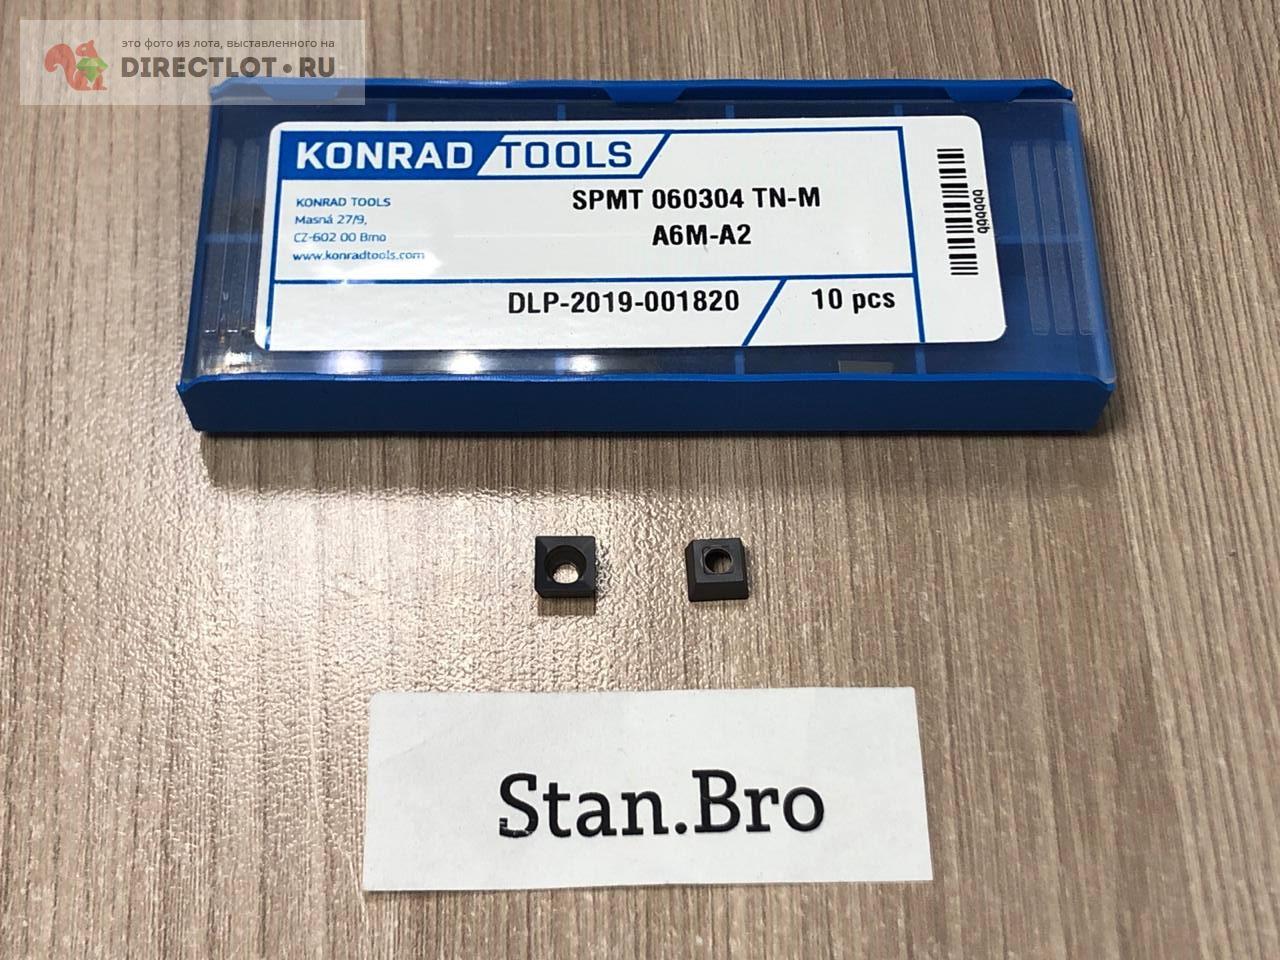 это фото из лота, выставленного на
DIRECTLOT.RU
KONRAD TOOLS
KONRAD TOOLS
Masná 27/9,
CZ-602 00 Brno
www.konradtools.com
SPMT 060304 TN-M
A6M-A2
DLP-2019-001820
10 pcs
Stan.Bro